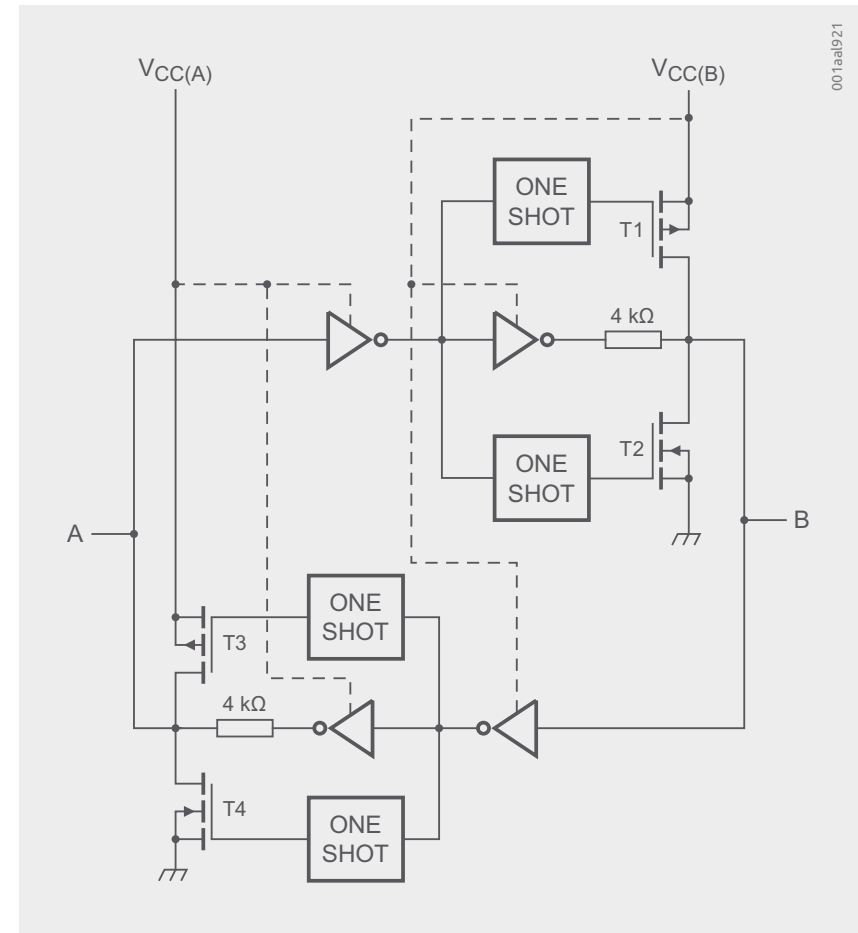 001aal921
VCC(A)
VCC(B)
ONE
SHOT
T1
4 kΩ
ONE
SHOT
T2
A
B
ONE
SHOT
T3
4 kΩ
ONE
SHOT
T4